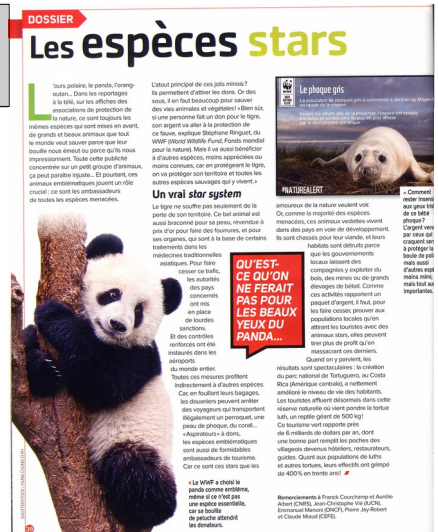 DOSSIER
Les espèces stars
L'ours polaire, le panda, l'orang-
outan... Dans les reportages
à la télé, sur les affiches des
associations de protection de
la nature, ce sont toujours les
mêmes espèces qui sont mises en avant,
de grands et beaux animaux que tout
le monde veut sauver parce que leur
bouille nous émeut ou parce qu'ils nous
impressionnent. Toute cette publicité
concentrée sur un petit groupe d'animaux,
ça peut paraître injuste... Et pourtant, ces
animaux emblématiques jouent un rôle
crucial : ce sont les ambassadeurs
de toutes les espèces menacées.
L'atout principal de ces jolis minois ?
Ils permettent d'attirer les dons. Or des
sous, il en faut beaucoup pour sauver
des vies animales et végétales ! « Bien sûr,
si une personne fait un don pour le tigre,
son argent va aller à la protection de
ce fauve, explique Stéphane Ringuet, du
WWF (World Wildlife Fund, Fonds mondial
pour la nature). Mais il va aussi bénéficier
à d'autres espèces, moins appréciées ou
moins connues, car en protégeant le tigre,
on va protéger son territoire et toutes les
autres espèces sauvages qui y vivent. »
Un vrai star system
Le tigre ne souffre pas seulement de la
perte de son territoire. Ce bel animal est
aussi braconné pour sa peau, revendue à
prix d'or pour faire des fourrures, et pour
ses organes, qui sont à la base de certains
traitements dans les
médecines traditionnelles
asiatiques. Pour faire
cesser ce trafic,
les autorités
des pays
concernés
ont mis
en place
de lourdes
sanctions.
Et des contrôles
renforcés ont été
instaurés dans les
aéroports
du monde entier.
Toutes ces mesures profitent
indirectement à d'autres espèces.
Car, en fouillant leurs bagages,
les douaniers peuvent arrêter
des voyageurs qui transportent
illégalement un perroquet, une
peau de phoque, du corail...
« Aspirateurs » à dons,
les espèces emblématiques
sont aussi de formidables
ambassadeurs de tourisme.
Car ce sont ces stars que les
Le WWF a choisi le
panda comme emblème,
même si ce n'est pas
une espèce essentielle,
car sa bouille
de peluche attendrit
les donateurs.
QU'EST-
CE QU'ON
NE FERAIT
PAS POUR
LES BEAUX
YEUX DU
PANDA...
WWF
Le phoque gris
#NATUREALERT
Comment
rester insensible
aux yeux tristes
de ce bébé
phoque ?
L'argent versé
par ceux qui
craquent sert
à protéger la
boule de poils
mais aussi
d'autres espèces
moins mimi,
mais tout aussi
importantes.
amoureux de la nature veulent voir.
Or, comme la majorité des espèces
menacées, ces animaux vedettes vivent
dans des pays en voie de développement.
Ils sont chassés pour leur viande, et leurs
habitats sont détruits parce
que les gouvernements
locaux laissent des
compagnies y exploiter du
bois, des mines ou de grands
élevages de bétail. Comme
ces activités rapportent un
paquet d'argent, il faut, pour
les faire cesser, prouver aux
populations locales qu'en
attirant les touristes avec des
animaux stars, elles peuvent
tirer plus de profit qu'en
massacrant ces derniers.
Quand on y parvient, les
résultats sont spectaculaires : la création
du parc national de Tortuguero, au Costa
Rica (Amérique centrale), a nettement
amélioré le niveau de vie des habitants.
Les touristes affluent désormais dans cette
réserve naturelle où vient pondre la tortue
luth, un reptile géant de 500 kg !
Ce tourisme vert rapporte près
de 6 milliards de dollars par an, dont
une bonne part remplit les poches des
villageois devenus hôteliers, restaurateurs,
guides. Quant aux populations de luths
et autres tortues, leurs effectifs ont grimpé
de 400 % en trente ans !
Remerciements à Franck Courchamp et Aurélie
Albert (CNRS), Jean-Christophe Vié (IUCN),
Emmanuel Menoni (ONCF), Pierre Jay-Robert
et Claude Miaud (CEFE).